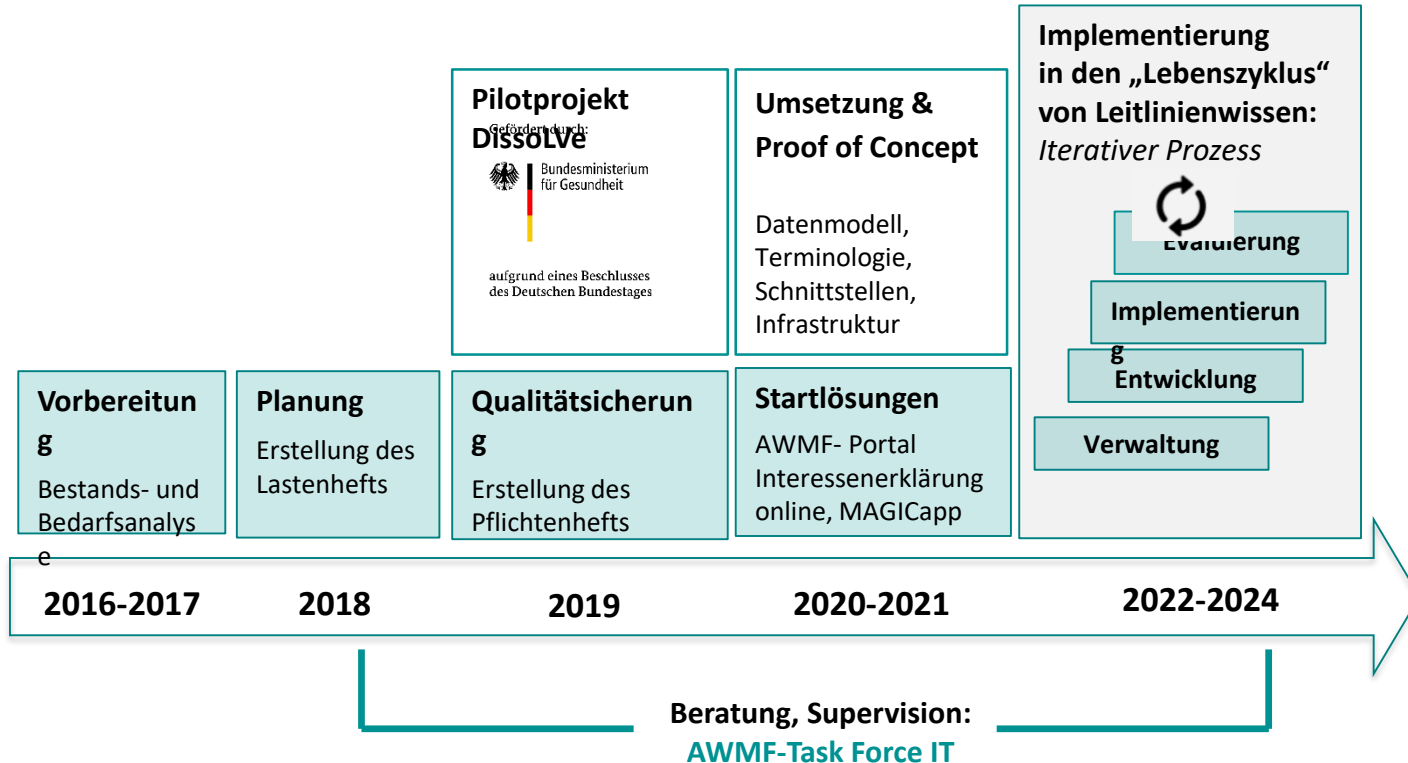 Pilotprojekt
DissoLVe
Gefördert durch:
Bundesministerium
für Gesundheit
aufgrund eines Beschlusses
des Deutschen Bundestages
Umsetzung &
Proof of Concept
Datenmodell,
Terminologie,
Schnittstellen,
Infrastruktur
Implementierung
in den „Lebenszyklus“
von Leitlinienwissen:
Iterativer Prozess
Evaluierung
Implementierun
g
Entwicklung
Verwaltung
Vorbereitun
g
Bestands- und
Bedarfsanalys
e
Planung
Erstellung des
Lastenhefts
Qualitätsicherun
g
Erstellung des
Pflichtenhefts
Startlösungen
AWMF- Portal
Interessenerklärung
online, MAGICapp
2016-2017
2018
2019
2020-2021
2022-2024
Beratung, Supervision:
AWMF-Task Force IT